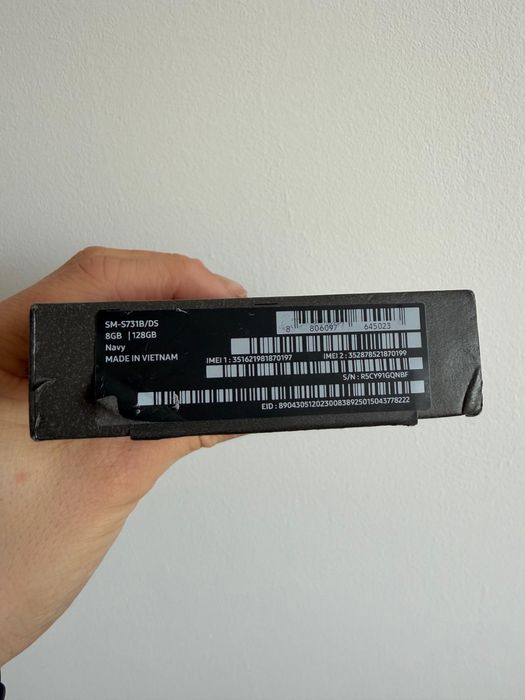 SM-S731B/DS
8GB | 128GB
Navy
MADE IN VIETNAM
8 806097 645023
IMEI 1 : 351621981870197
IMEI 2 : 352878521870199
S/N : R5CY91GQNBF
EID : 89043051202300838925015043778222